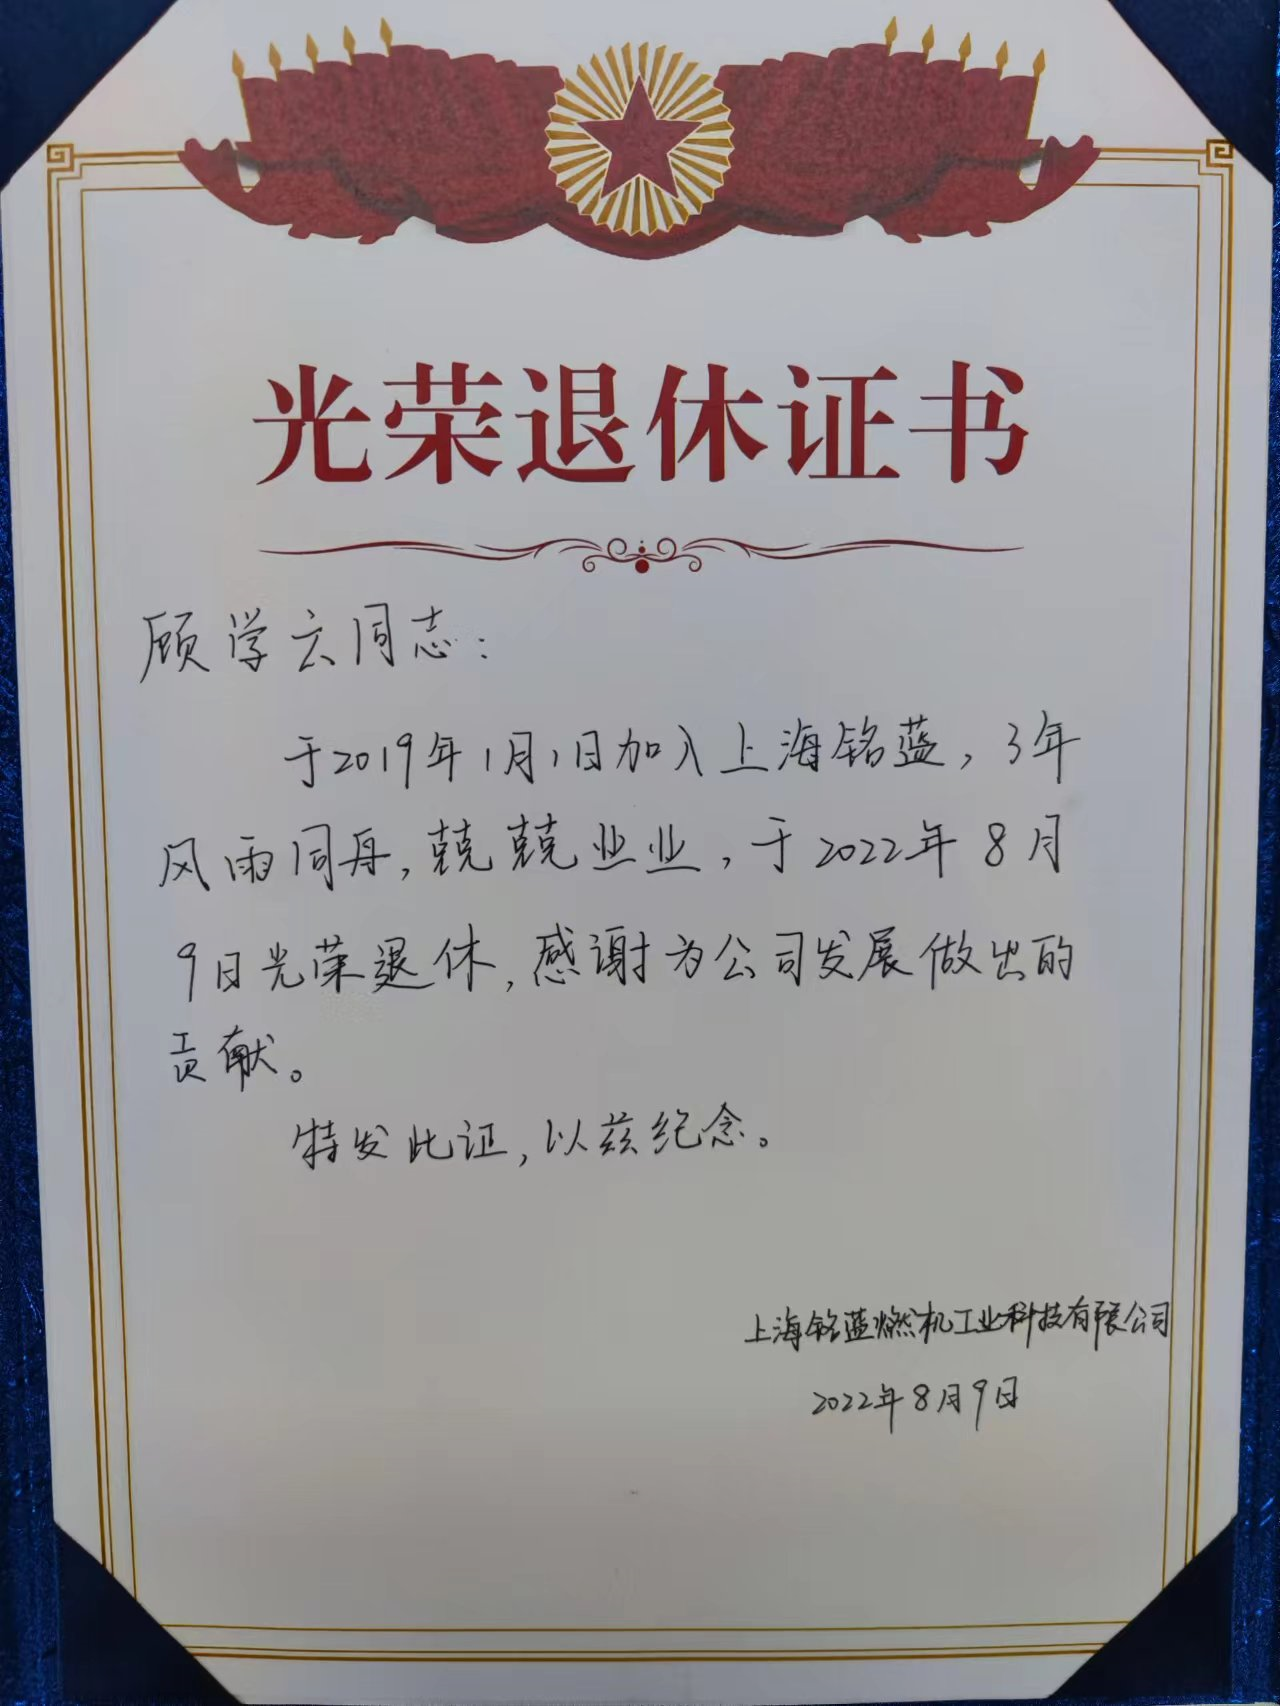 光荣退休证书
顾学云同志：
于2019年1月1日加入上海铭蓝，3年
风雨同舟，兢兢业业，于2022年8月
9日光荣退休，感谢为公司发展做出的
贡献。
特发此证，以兹纪念。
上海铭蓝燃机工业科技有限公司
2022年8月9日